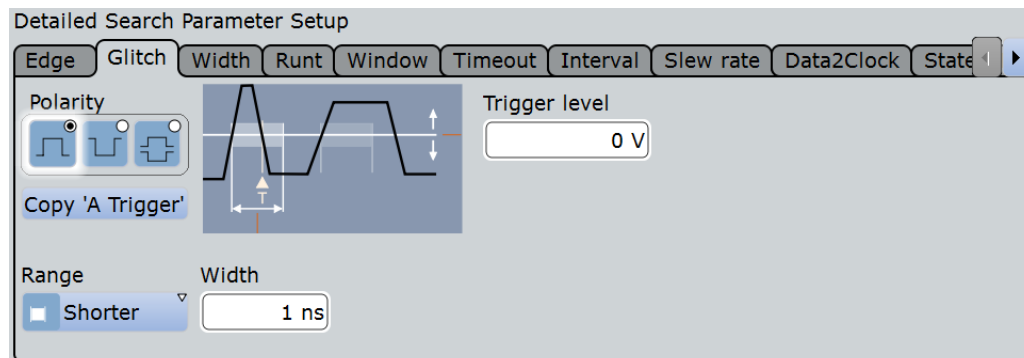 Detailed Search Parameter Setup
Edge Glitch Width Runt Window Timeout Interval Slew rate Data2Clock State
Polarity
Trigger level
0 V
T
Copy 'A Trigger'
Range Width
Shorter 1 ns